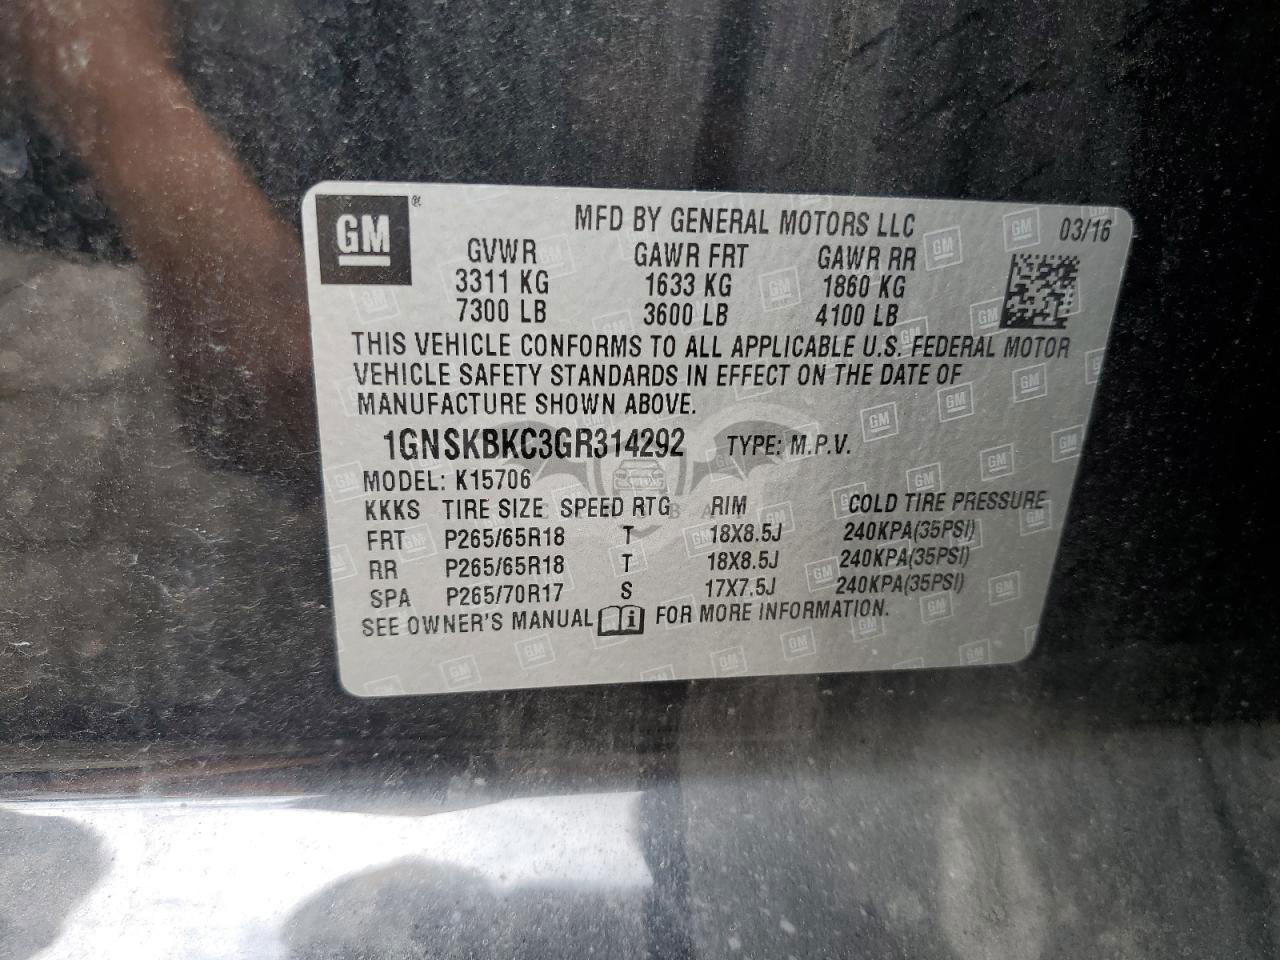 GM® MFD BY GENERAL MOTORS LLC 03/16
GVWR GAWR FRT GAWR RR
3311 KG 1633 KG 1860 KG
7300 LB 3600 LB 4100 LB
THIS VEHICLE CONFORMS TO ALL APPLICABLE U.S. FEDERAL MOTOR
VEHICLE SAFETY STANDARDS IN EFFECT ON THE DATE OF
MANUFACTURE SHOWN ABOVE.
1GNSKBKC3GR314292 TYPE: M.P.V.
MODEL: K15706
KKKS TIRE SIZE SPEED RTG RIM COLD TIRE PRESSURE
FRT P265/65R18 T 18X8.5J 240KPA(35PSI)
RR P265/65R18 T 18X8.5J 240KPA(35PSI)
SPA P265/70R17 S 17X7.5J 240KPA(35PSI)
SEE OWNER'S MANUAL FOR MORE INFORMATION.